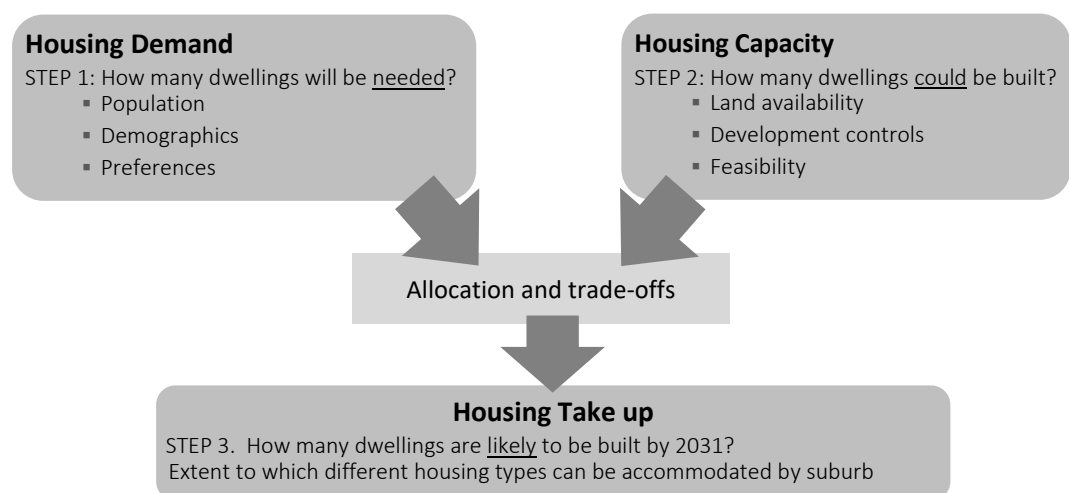 Housing Demand
STEP 1: How many dwellings will be needed?
▪ Population
▪ Demographics
▪ Preferences
Housing Capacity
STEP 2: How many dwellings could be built?
▪ Land availability
▪ Development controls
▪ Feasibility
Allocation and trade-offs
Housing Take up
STEP 3.  How many dwellings are likely to be built by 2031?
Extent to which different housing types can be accommodated by suburb